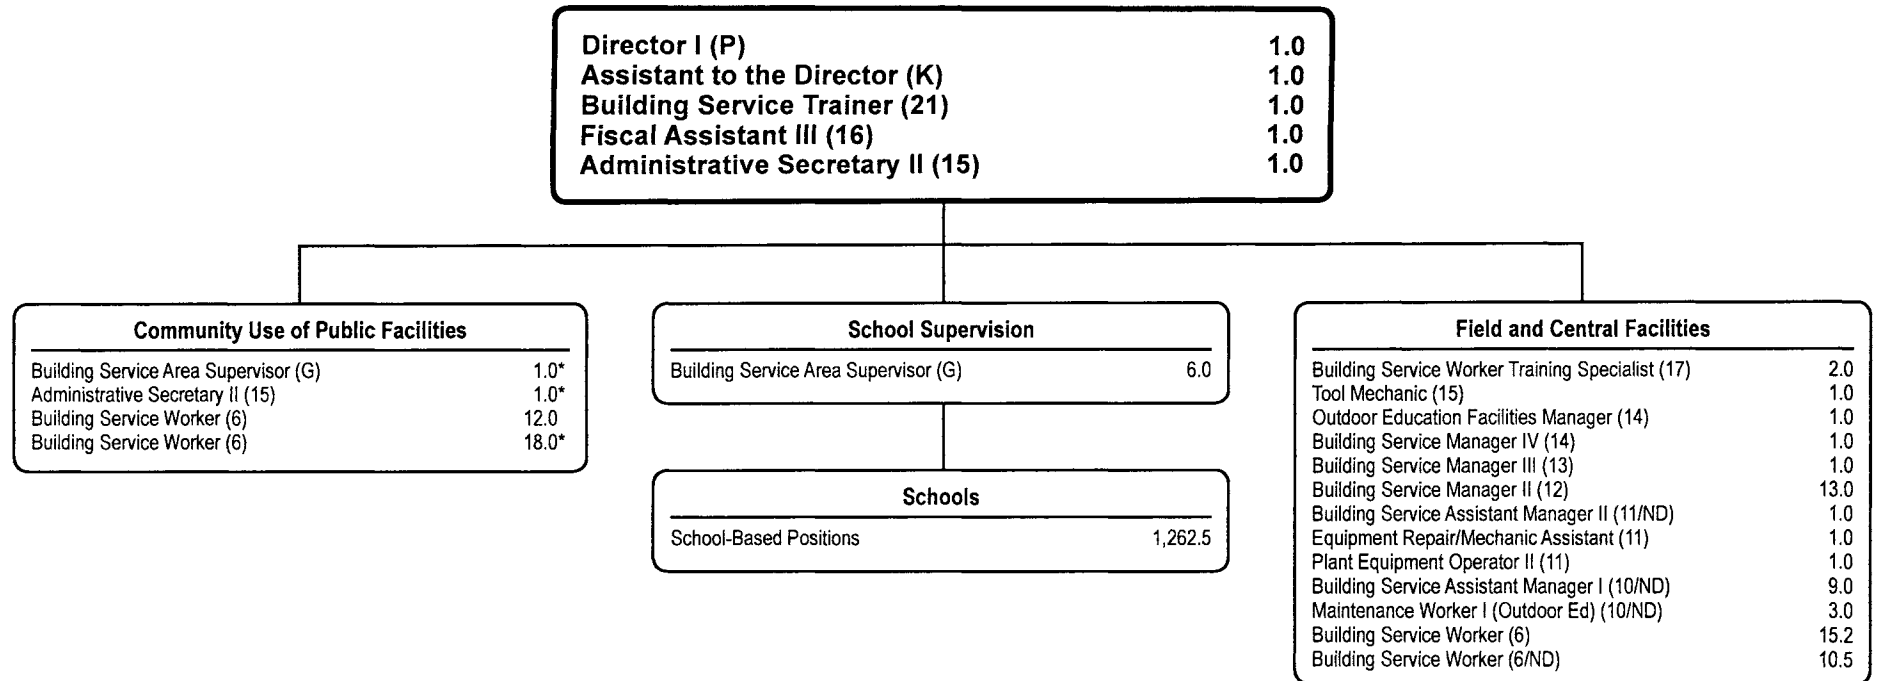 Director I (P) 1.0
Assistant to the Director (K) 1.0
Building Service Trainer (21) 1.0
Fiscal Assistant III (16) 1.0
Administrative Secretary II (15) 1.0
Community Use of Public Facilities
Building Service Area Supervisor (G) 1.0*
Administrative Secretary II (15) 1.0*
Building Service Worker (6) 12.0
Building Service Worker (6) 18.0*
School Supervision
Building Service Area Supervisor (G) 6.0
Schools
School-Based Positions 1,262.5
Field and Central Facilities
Building Service Worker Training Specialist (17) 2.0
Tool Mechanic (15) 1.0
Outdoor Education Facilities Manager (14) 1.0
Building Service Manager IV (14) 1.0
Building Service Manager III (13) 1.0
Building Service Manager II (12) 13.0
Building Service Assistant Manager II (11/ND) 1.0
Equipment Repair/Mechanic Assistant (11) 1.0
Plant Equipment Operator II (11) 1.0
Building Service Assistant Manager I (10/ND) 9.0
Maintenance Worker I (Outdoor Ed) (10/ND) 3.0
Building Service Worker (6) 15.2
Building Service Worker (6/ND) 10.5